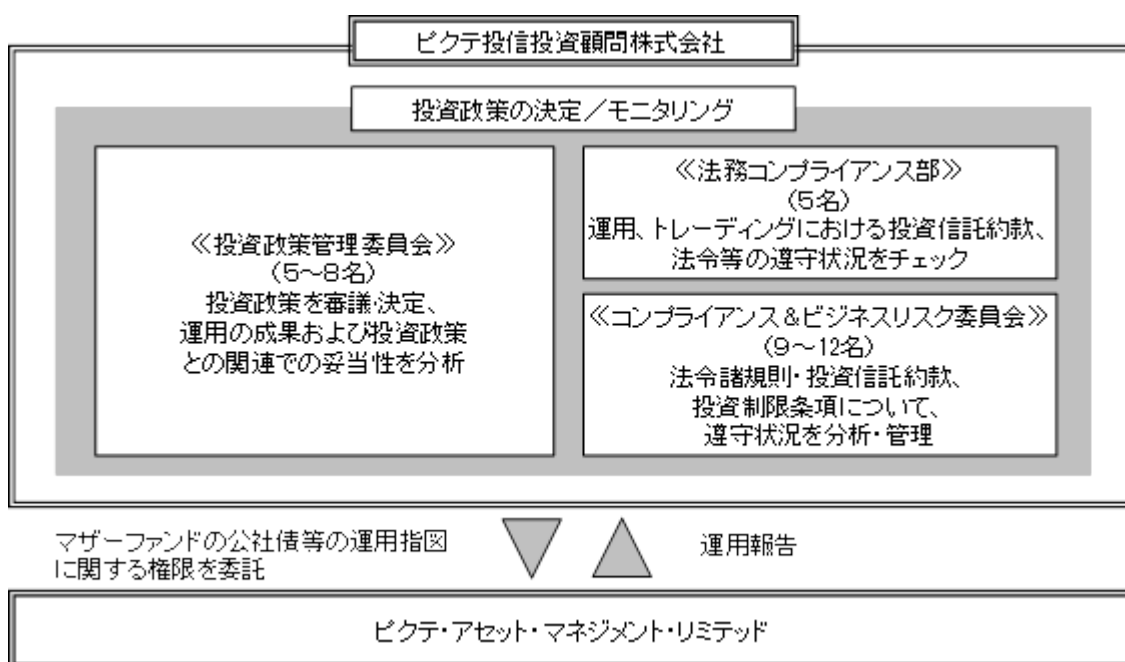 ピクテ投信投資顧問株式会社
投資政策の決定／モニタリング
≪投資政策管理委員会≫
(5～8名)
投資政策を審議・決定、
運用の成果および投資政策
との関連での妥当性を分析
≪法務コンプライアンス部≫
(5名)
運用、トレーディングにおける投資信託約款、
法令等の遵守状況をチェック
≪コンプライアンス＆ビジネスリスク委員会≫
(9～12名)
法令諸規則・投資信託約款、
投資制限条項について、
遵守状況を分析・管理
マザーファンドの公社債等の運用指図
に関する権限を委託
運用報告
ピクテ・アセット・マネジメント・リミテッド